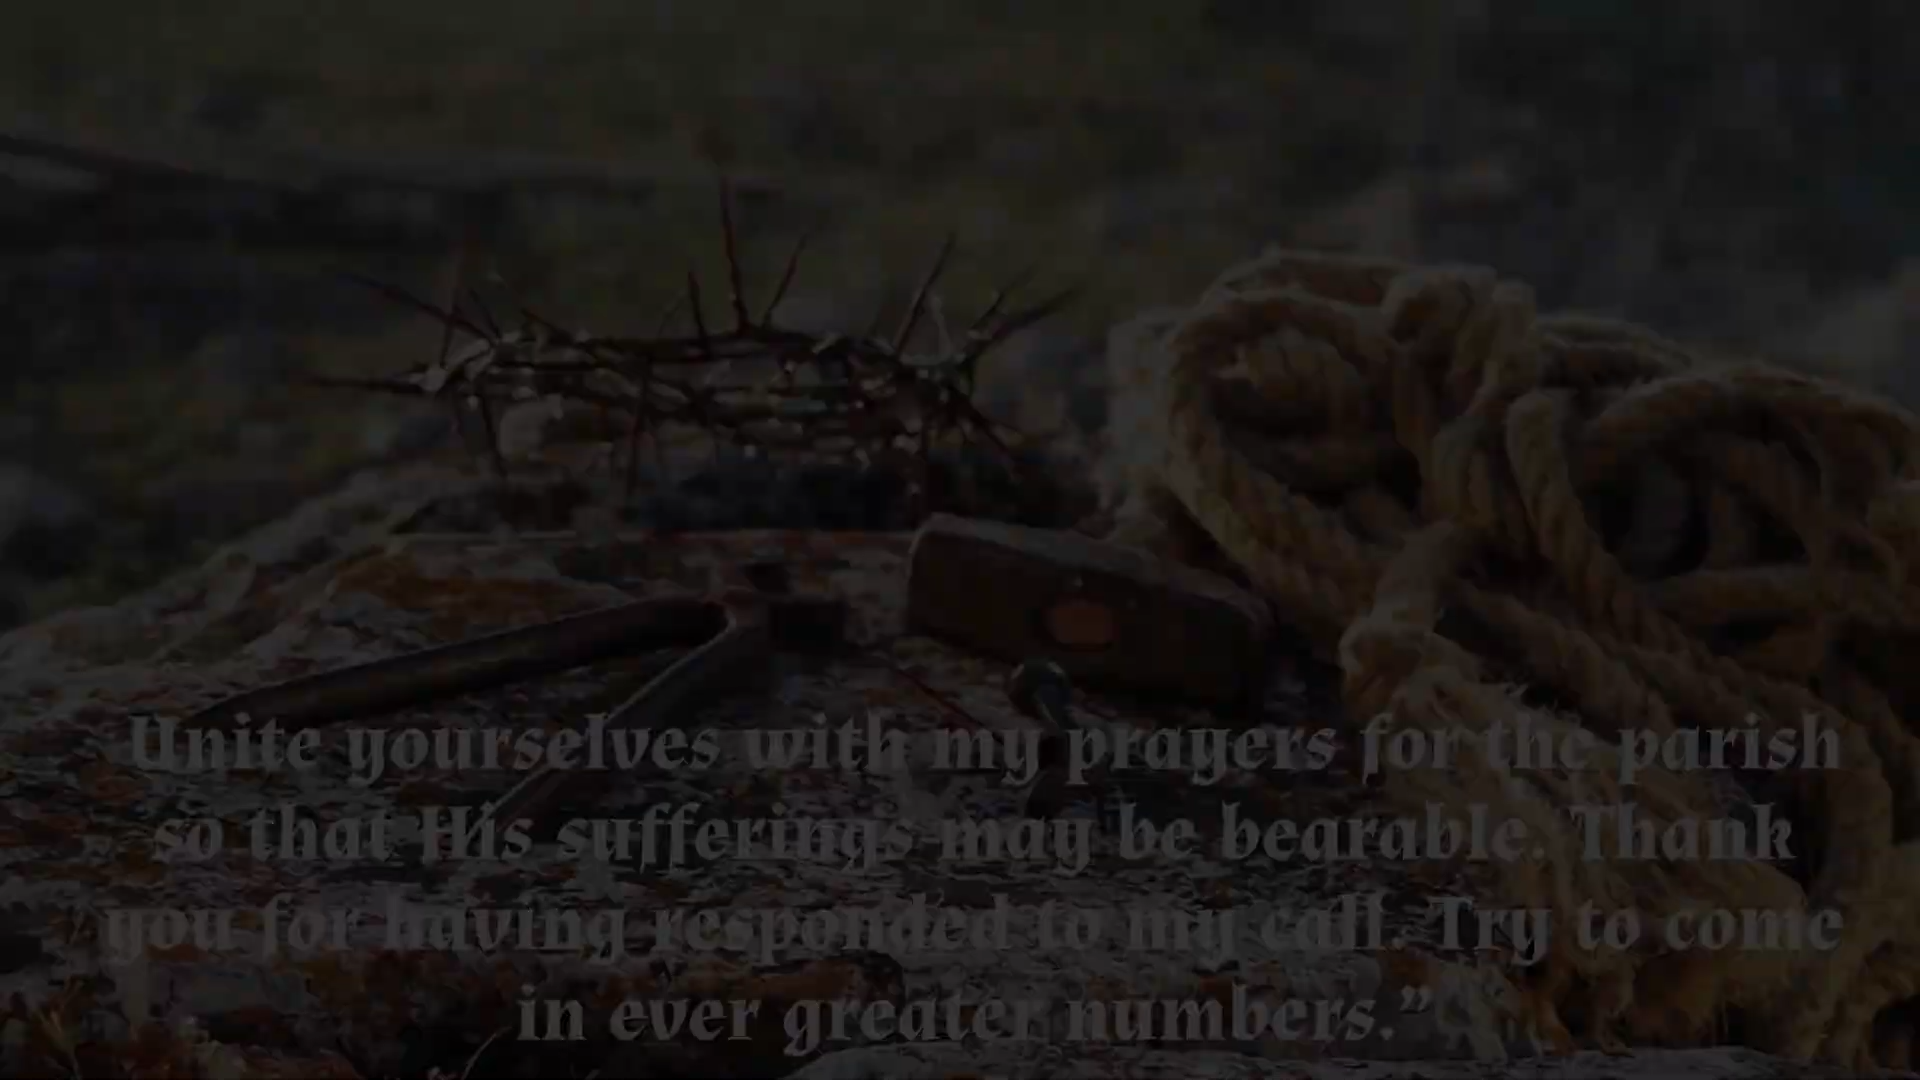 Unite yourselves with my prayers for the parish
so that His sufferings may be bearable. Thank
you for having responded to my call. Try to come
in ever greater numbers.”